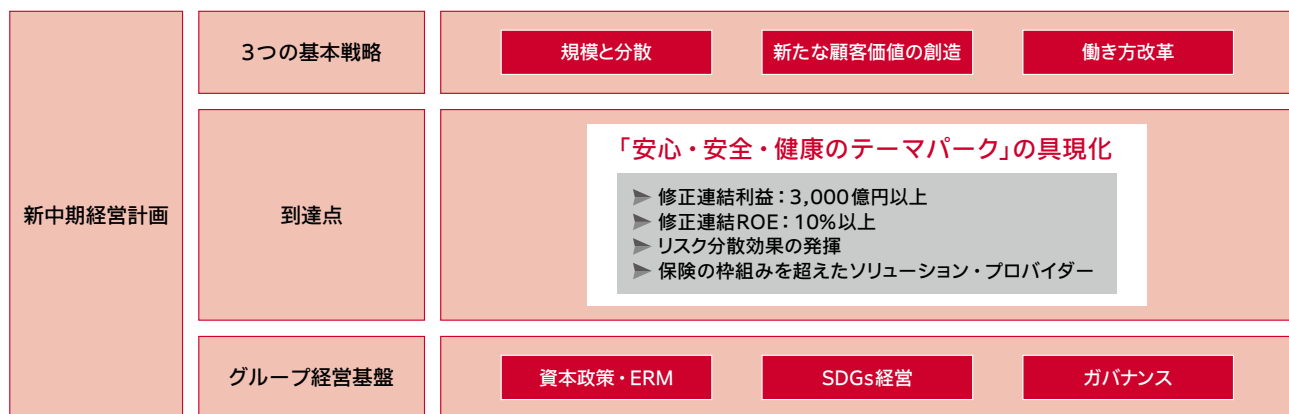 新中期経営計画
3つの基本戦略
規模と分散
新たな顧客価値の創造
働き方改革
到達点
「安心・安全・健康のテーマパーク」の具現化
➤ 修正連結利益：3,000億円以上
➤ 修正連結ROE：10%以上
➤ リスク分散効果の発揮
➤ 保険の枠組みを超えたソリューション・プロバイダー
グループ経営基盤
資本政策・ERM
SDGs経営
ガバナンス